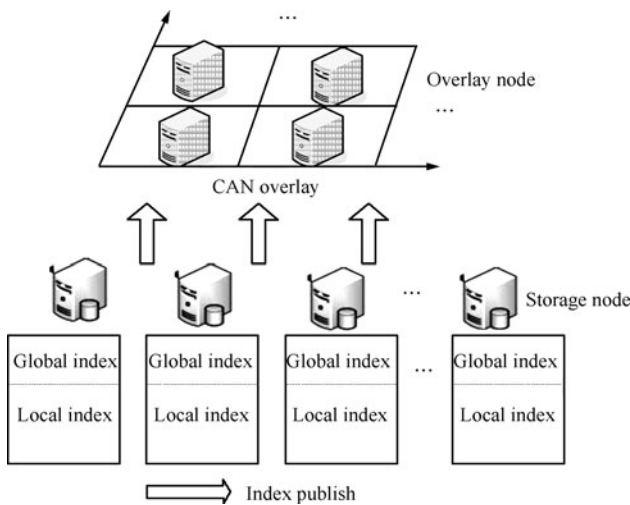 ...
Overlay node
...
CAN overlay
...
Storage node
Global index Global index Global index ... Global index
Local index Local index Local index Local index
Index publish